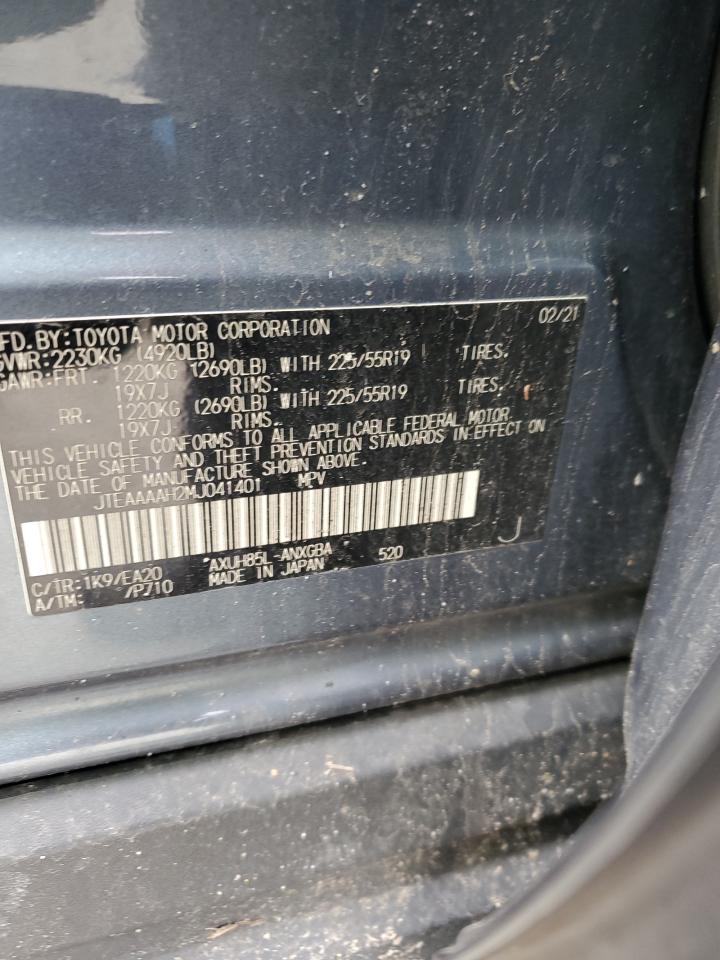 FD. BY: TOYOTA MOTOR CORPORATION 02/21
GVWR: 2230KG (4920LB)
GAWR: FRT. 1220KG (2690LB) WITH 225/55R19 TIRES.
19X7J RIMS.
RR. 1220KG (2690LB) WITH 225/55R19 TIRES.
19X7J RIMS.
THIS VEHICLE CONFORMS TO ALL APPLICABLE FEDERAL MOTOR
VEHICLE SAFETY AND THEFT PREVENTION STANDARDS IN EFFECT ON
THE DATE OF MANUFACTURE SHOWN ABOVE.
JTEAAAAH2MJ041401 MPV
J
AXUH85L-ANXGBA 520
C/TR: 1K9/EA20 MADE IN JAPAN
A/TM: /P710